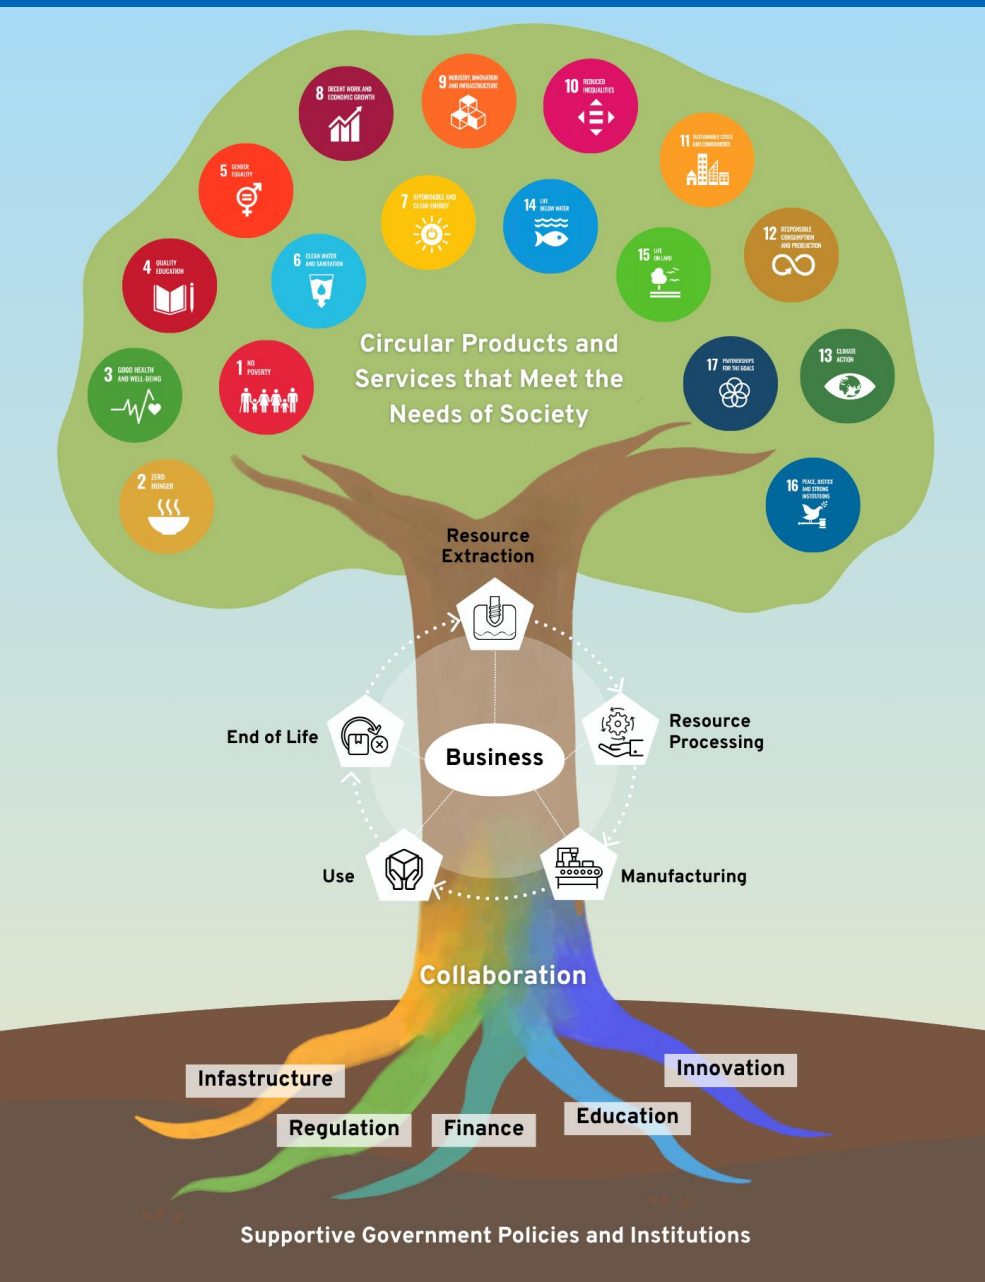 8 DECENT WORK AND
ECONOMIC GROWTH
9 INDUSTRY, INNOVATION
AND INFRASTRUCTURE
10 REDUCED
INEQUALITIES
11 SUSTAINABLE CITIES
AND COMMUNITIES
5 GENDER
EQUALITY
7 AFFORDABLE AND
CLEAN ENERGY
14 LIFE
BELOW WATER
12 RESPONSIBLE
CONSUMPTION
AND PRODUCTION
4 QUALITY
EDUCATION
6 CLEAN WATER
AND SANITATION
15 LIFE
ON LAND
Circular Products and
Services that Meet the
Needs of Society
3 GOOD HEALTH
AND WELL-BEING
1 NO
POVERTY
17 PARTNERSHIPS
FOR THE GOALS
13 CLIMATE
ACTION
2 ZERO
HUNGER
16 PEACE, JUSTICE
AND STRONG
INSTITUTIONS
Resource
Extraction
End of Life
Business
Resource
Processing
Use
Manufacturing
Collaboration
Infastructure
Innovation
Regulation
Finance
Education
Supportive Government Policies and Institutions